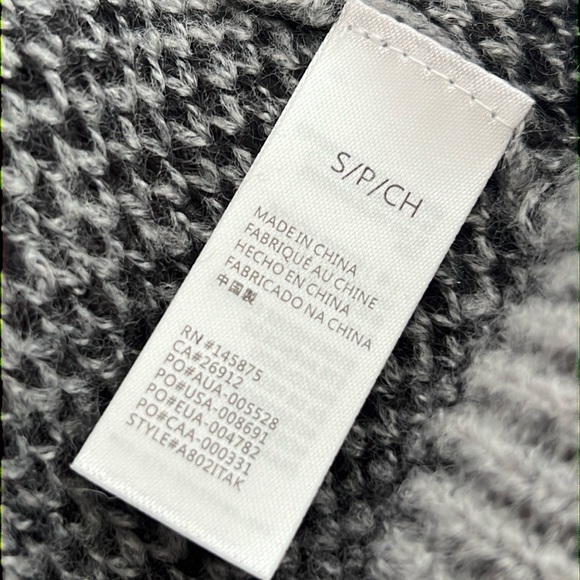 S/P/CH
MADE IN CHINA
FABRIQUÉ AU CHINE
HECHO EN CHINA
FABRICADO NA CHINA
中国製
RN#145875
CA#26912
PO#AUA-005528
PO#USA-008691
PO#EUA-004782
PO#CAA-000331
STYLE#A802ITAK